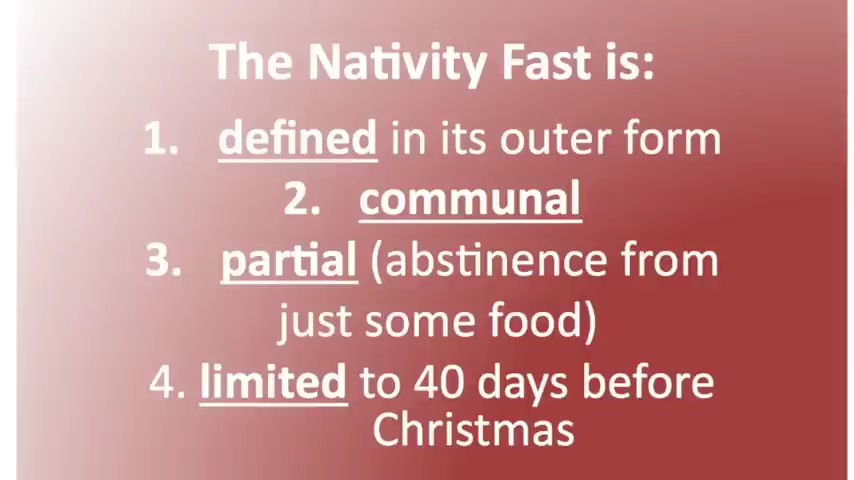 The Nativity Fast is:
1. defined in its outer form
2. communal
3. partial (abstinence from
just some food)
4. limited to 40 days before
Christmas